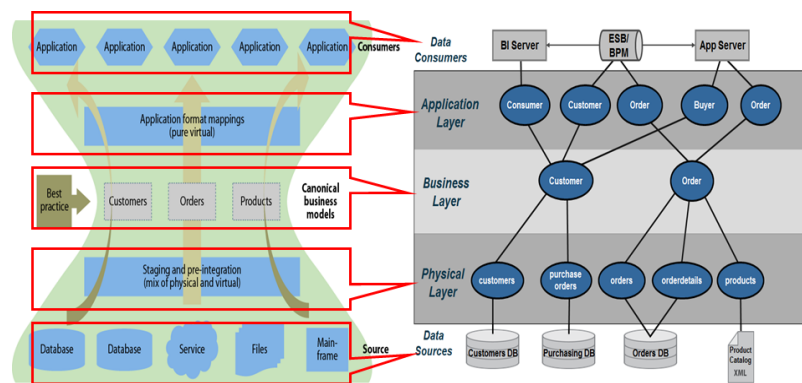 Application
Application
Application
Application
Application
Consumers
Application format mappings
(pure virtual)
Best
practice
Customers
Orders
Products
Canonical
business
models
Staging and pre-integration
(mix of physical and virtual)
Database
Database
Service
Files
Main-
frame
Source
Data
Consumers
BI Server
ESB/
BPM
App Server
Application
Layer
Consumer
Customer
Order
Buyer
Order
Business
Layer
Customer
Order
Physical
Layer
customers
purchase
orders
orders
orderdetails
products
Data
Sources
Customers DB
Purchasing DB
Orders DB
Product
Catalog
XML